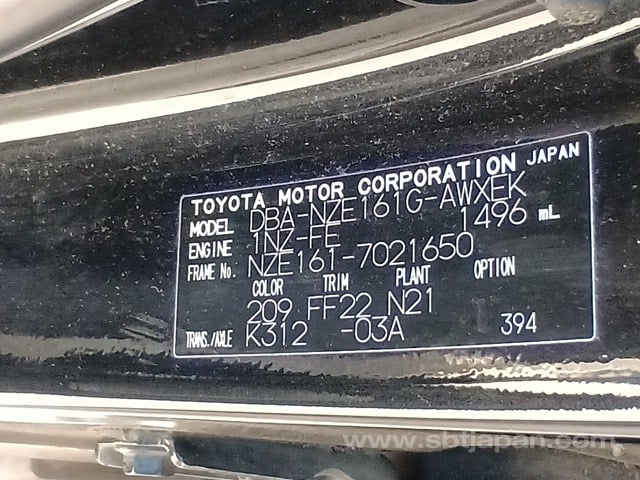 TOYOTA MOTOR CORPORATION JAPAN
MODEL DBA-NZE161G-AWXEK
ENGINE 1NZ-FE 1496 mL
FRAME No. NZE161-7021650
COLOR TRIM PLANT OPTION
209 FF22 N21
TRANS./AXLE K312 -03A 394
www.sbtjapan.com